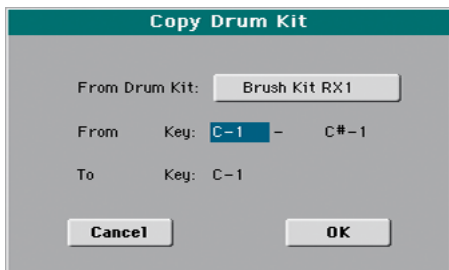 Copy Drum Kit
From Drum Kit: Brush Kit RX1
From Key: C-1 - C#-1
To Key: C-1
Cancel OK